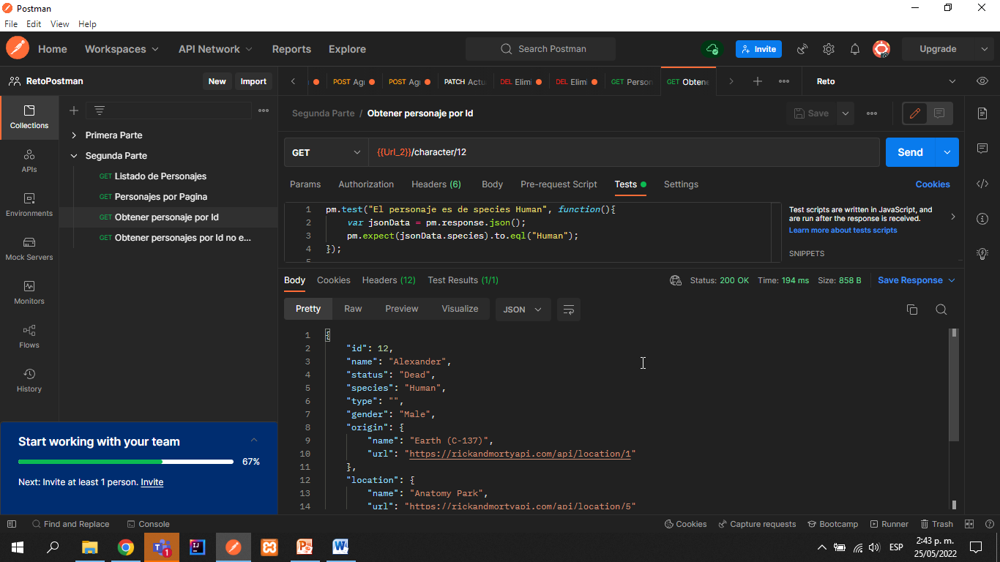 Postman
File Edit View Help
Home Workspaces API Network Reports Explore Search Postman Invite Upgrade
RetoPostman New Import
POST Agr POST Agr PATCH Actu DEL Elimi DEL Elimi GET Person GET Obtene Reto
Segunda Parte / Obtener personaje por Id Save
Collections
APIs
Environments
Mock Servers
Monitors
Flows
History
Primera Parte
Segunda Parte
GET Listado de Personajes
GET Personajes por Pagina
GET Obtener personaje por Id
GET Obtener personajes por Id no e...
GET {{Url_2}}/character/12 Send
Params Authorization Headers (6) Body Pre-request Script Tests Settings Cookies
1 pm.test("El personaje es de species Human", function(){
2 var jsonData = pm.response.json();
3 pm.expect(jsonData.species).to.eql("Human");
4 });
5
Test scripts are written in JavaScript, and
are run after the response is received.
Learn more about tests scripts
SNIPPETS
Body Cookies Headers (12) Test Results (1/1) Status: 200 OK Time: 194 ms Size: 858 B Save Response
Pretty Raw Preview Visualize JSON
1 {
2 "id": 12,
3 "name": "Alexander",
4 "status": "Dead",
5 "species": "Human",
6 "type": "",
7 "gender": "Male",
8 "origin": {
9 "name": "Earth (C-137)",
10 "url": "https://rickandmortyapi.com/api/location/1"
11 },
12 "location": {
13 "name": "Anatomy Park",
14 "url": "https://rickandmortyapi.com/api/location/5"
Start working with your team
67%
Next: Invite at least 1 person. Invite
Find and Replace Console Cookies Capture requests Bootcamp Runner Trash
1
ESP
2:43 p. m.
25/05/2022